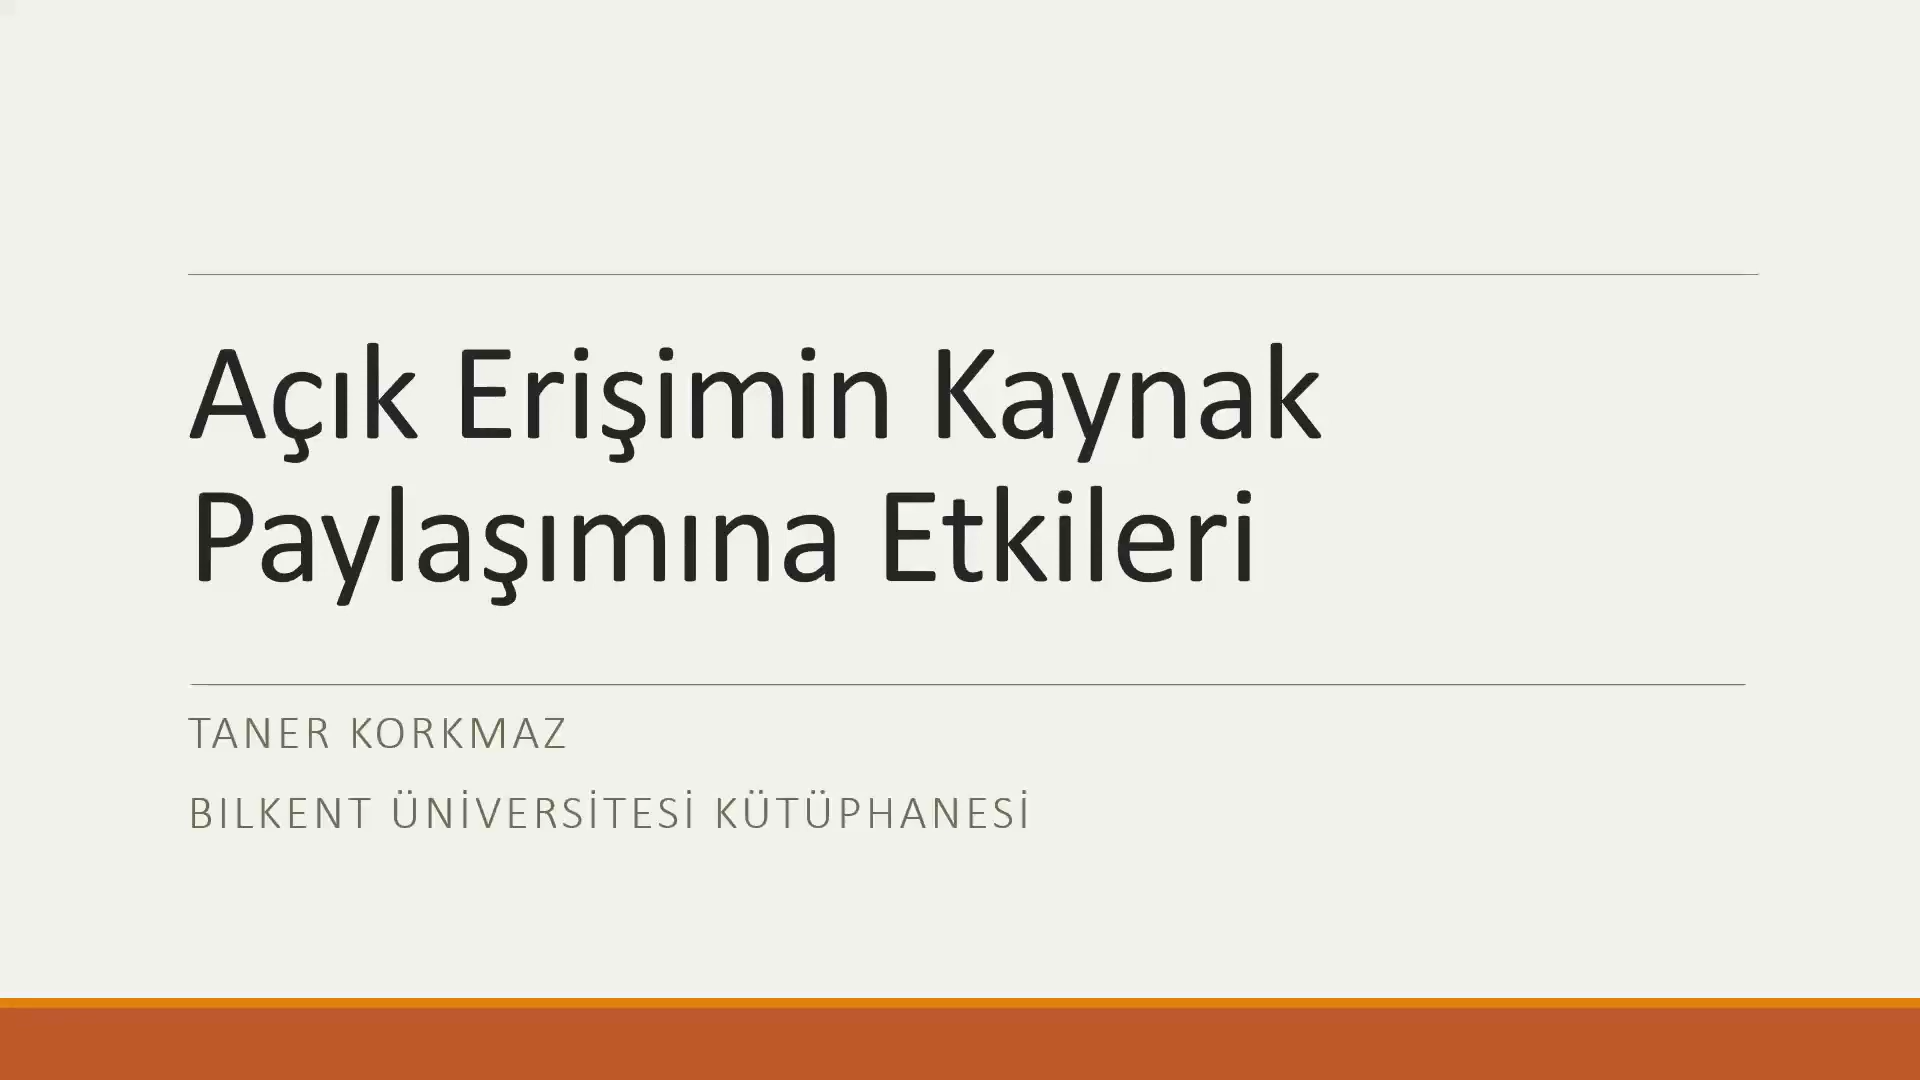 Açık Erişimin Kaynak
Paylaşımına Etkileri
TANER KORKMAZ
BILKENT ÜNİVERSİTESİ KÜTÜPHANESİ